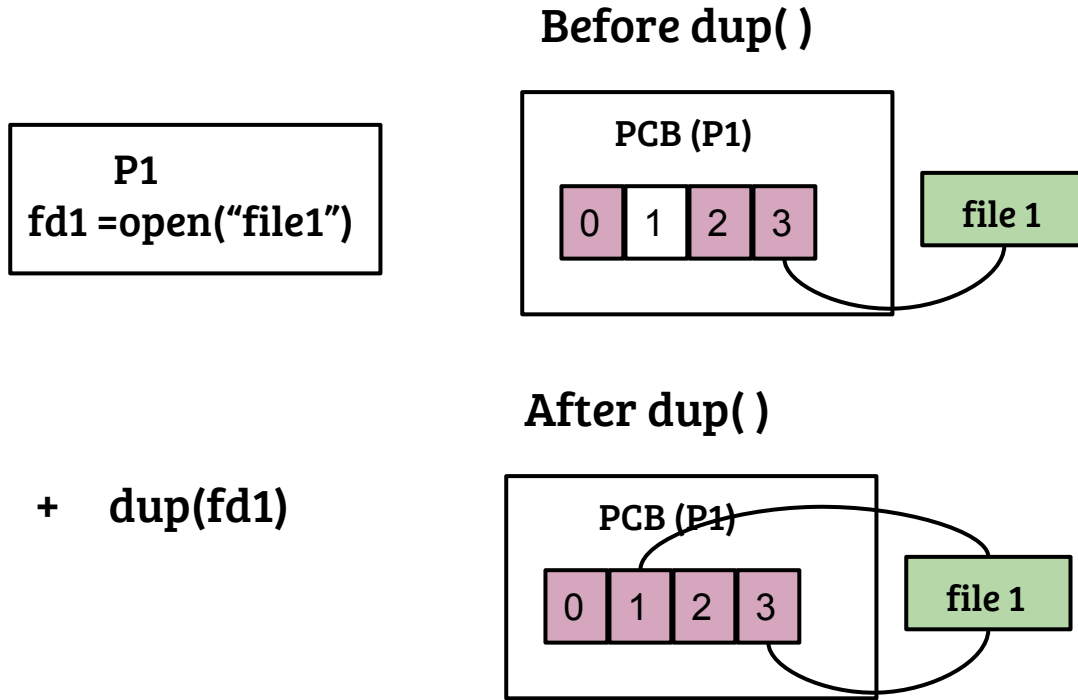 Before dup( )
P1
fd1 =open(“file1”)
PCB (P1)
0 1 2 3
file 1
After dup( )
+ dup(fd1)
PCB (P1)
0 1 2 3
file 1